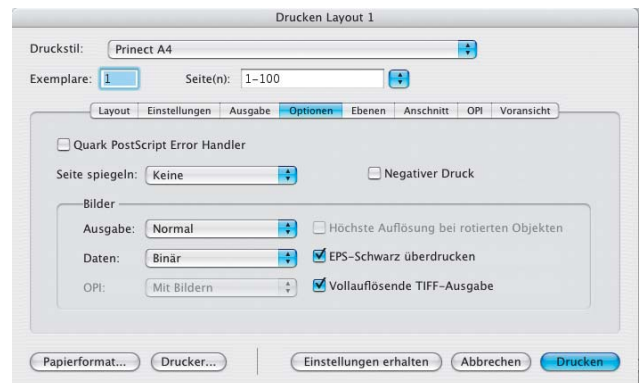 Drucken Layout 1
Druckstil: Prinect A4
Exemplare: 1 Seite(n): 1-100
Layout Einstellungen Ausgabe Optionen Ebenen Anschnitt OPI Voransicht
Quark PostScript Error Handler
Seite spiegeln: Keine Negativer Druck
Bilder
Ausgabe: Normal Höchste Auflösung bei rotierten Objekten
Daten: Binär EPS-Schwarz überdrucken
OPI: Mit Bildern Vollauflösende TIFF-Ausgabe
Papierformat... Drucker... Einstellungen erhalten Abbrechen Drucken